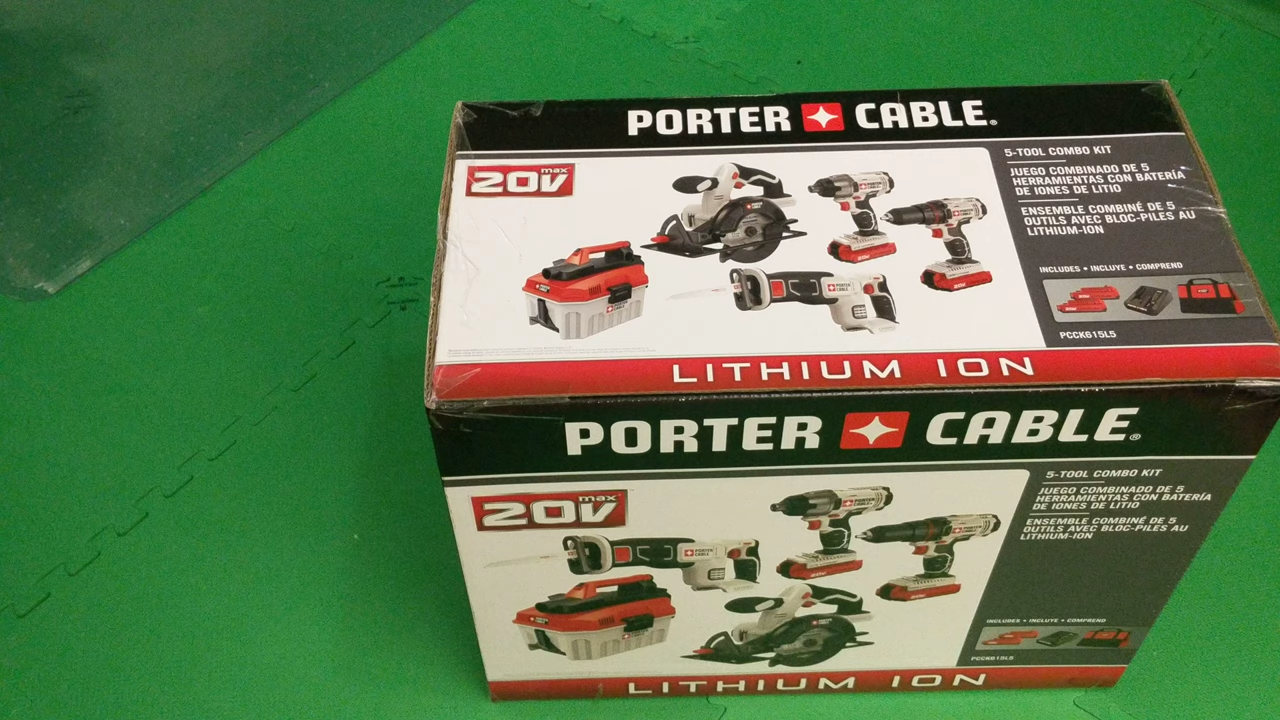 PORTER CABLE®
20V max*
5-TOOL COMBO KIT
JUEGO COMBINADO DE 5
HERRAMIENTAS CON BATERÍA
DE IONES DE LITIO
ENSEMBLE COMBINÉ DE 5
OUTILS AVEC BLOC-PILES AU
LITHIUM-ION
INCLUDES • INCLUYE • COMPREND
PCCK615L5
LITHIUM ION
PORTER CABLE®
20V max*
5-TOOL COMBO KIT
JUEGO COMBINADO DE 5
HERRAMIENTAS CON BATERÍA
DE IONES DE LITIO
ENSEMBLE COMBINÉ DE 5
OUTILS AVEC BLOC-PILES AU
LITHIUM-ION
PORTER
CABLE
INCLUDES • INCLUYE • COMPREND
PCCK615L5
LITHIUM ION